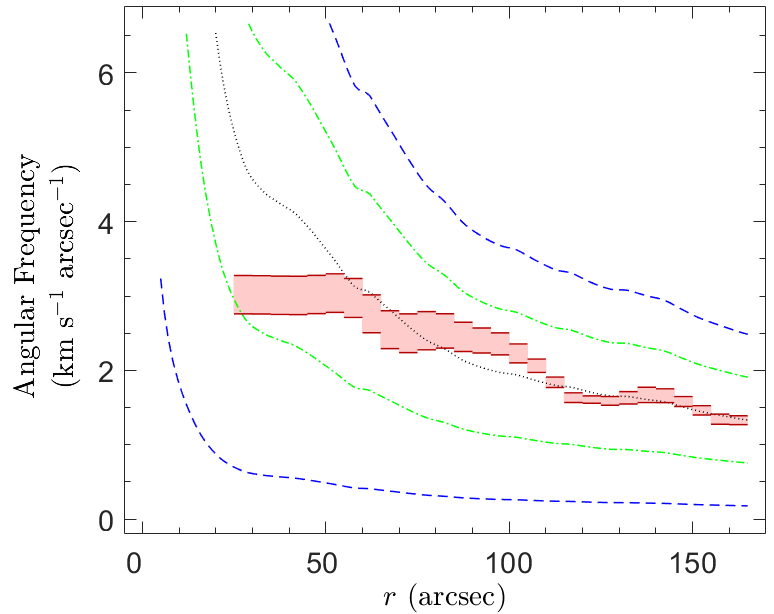 Angular Frequency
(km s⁻¹ arcsec⁻¹)
6
4
2
0
0 50 100 150
r (arcsec)